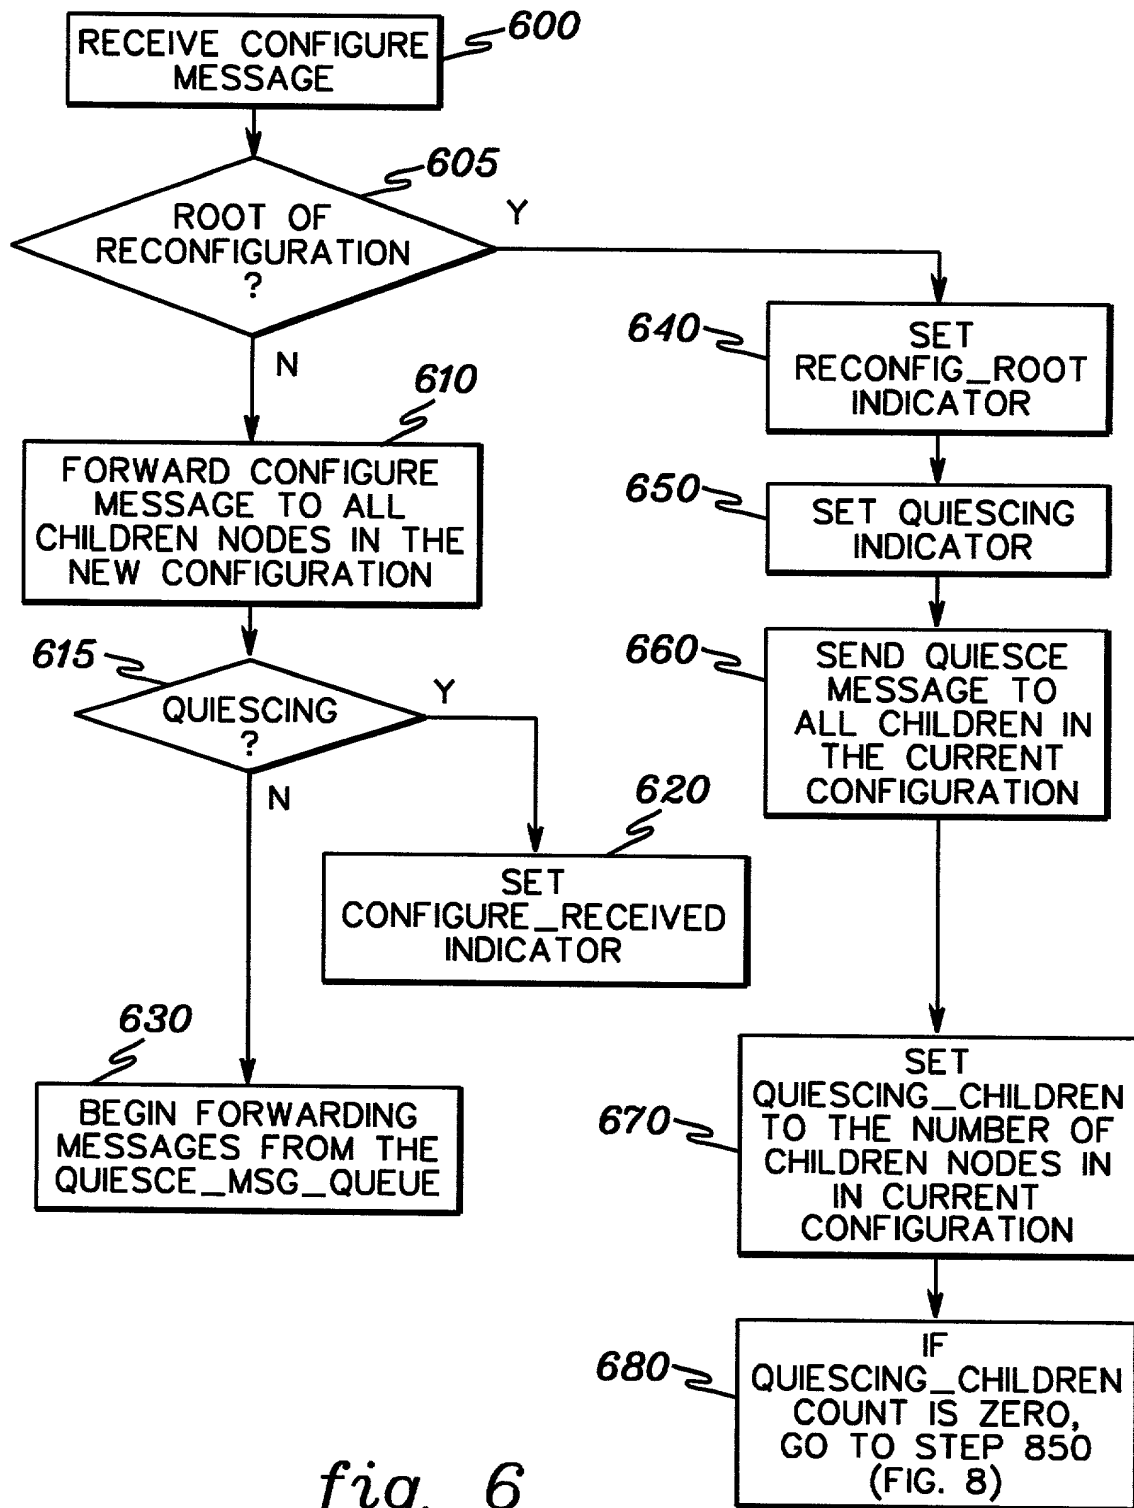 600
RECEIVE CONFIGURE
MESSAGE
605
ROOT OF
RECONFIGURATION
?
Y
N
610
FORWARD CONFIGURE
MESSAGE TO ALL
CHILDREN NODES IN THE
NEW CONFIGURATION
615
QUIESCING
?
Y
N
620
SET
CONFIGURE_RECEIVED
INDICATOR
630
BEGIN FORWARDING
MESSAGES FROM THE
QUIESCE_MSG_QUEUE
640
SET
RECONFIG_ROOT
INDICATOR
650
SET QUIESCING
INDICATOR
660
SEND QUIESCE
MESSAGE TO
ALL CHILDREN IN
THE CURRENT
CONFIGURATION
670
SET
QUIESCING_CHILDREN
TO THE NUMBER OF
CHILDREN NODES IN
IN CURRENT
CONFIGURATION
680
IF
QUIESCING_CHILDREN
COUNT IS ZERO,
GO TO STEP 850
(FIG. 8)
fig. 6